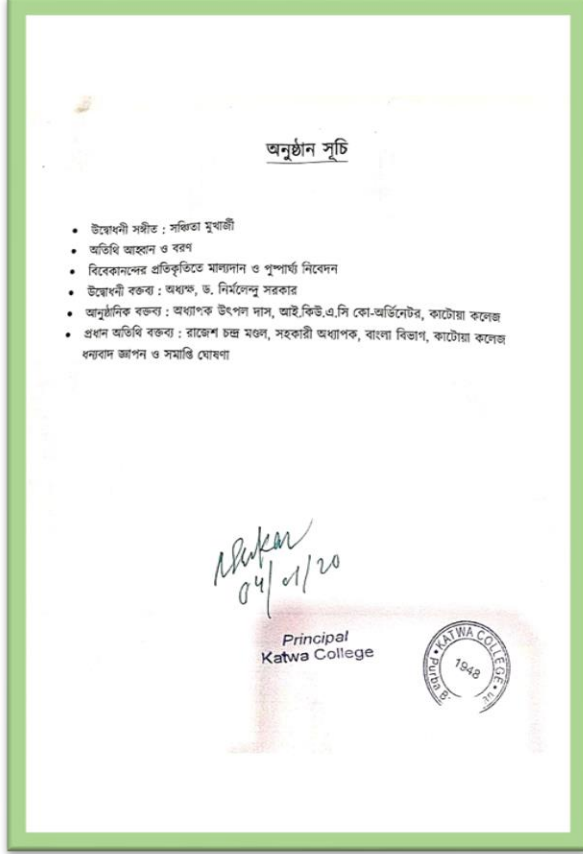 অনুষ্ঠান সূচি
• উদ্বোধনী সঙ্গীত : সঞ্চিতা মুখার্জী
• অতিথি আহ্বান ও বরণ
• বিবেকানন্দের প্রতিকৃতিতে মাল্যদান ও পুষ্পার্ঘ্য নিবেদন
• উদ্বোধনী বক্তব্য : অধ্যক্ষ, ড. নির্মলেন্দু সরকার
• আনুষ্ঠানিক বক্তব্য : অধ্যাপক উৎপল দাস, আই.কিউ.এ.সি কো-অর্ডিনেটর, কাটোয়া কলেজ
• প্রধান অতিথি বক্তব্য : রাজেশ চন্দ্র মণ্ডল, সহকারী অধ্যাপক, বাংলা বিভাগ, কাটোয়া কলেজ
ধন্যবাদ জ্ঞাপন ও সমাপ্তি ঘোষণা
04/01/20
Principal
Katwa College
KATWA COLLEGE
1948
Purba